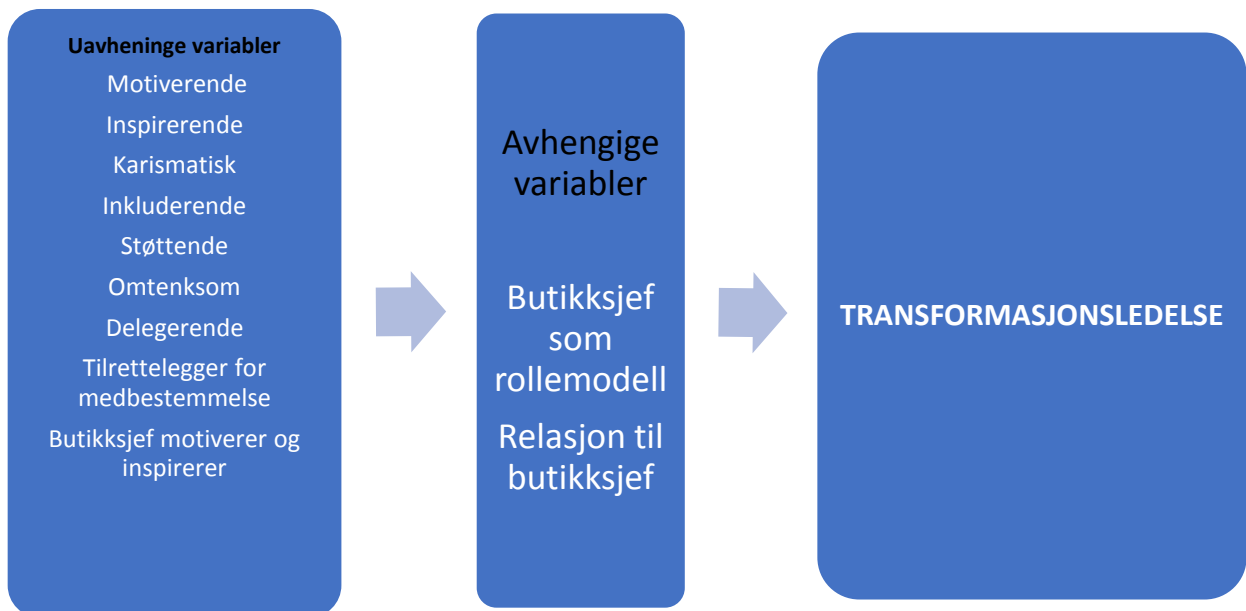 Uavheninge variabler
Motiverende
Inspirerende
Karismatisk
Inkluderende
Støttende
Omtenksom
Delegerende
Tilrettelegger for
medbestemmelse
Butikksjef motiverer og
inspirerer
Avhengige
variabler
Butikksjef
som
rollemodell
Relasjon til
butikksjef
TRANSFORMASJONSLEDELSE